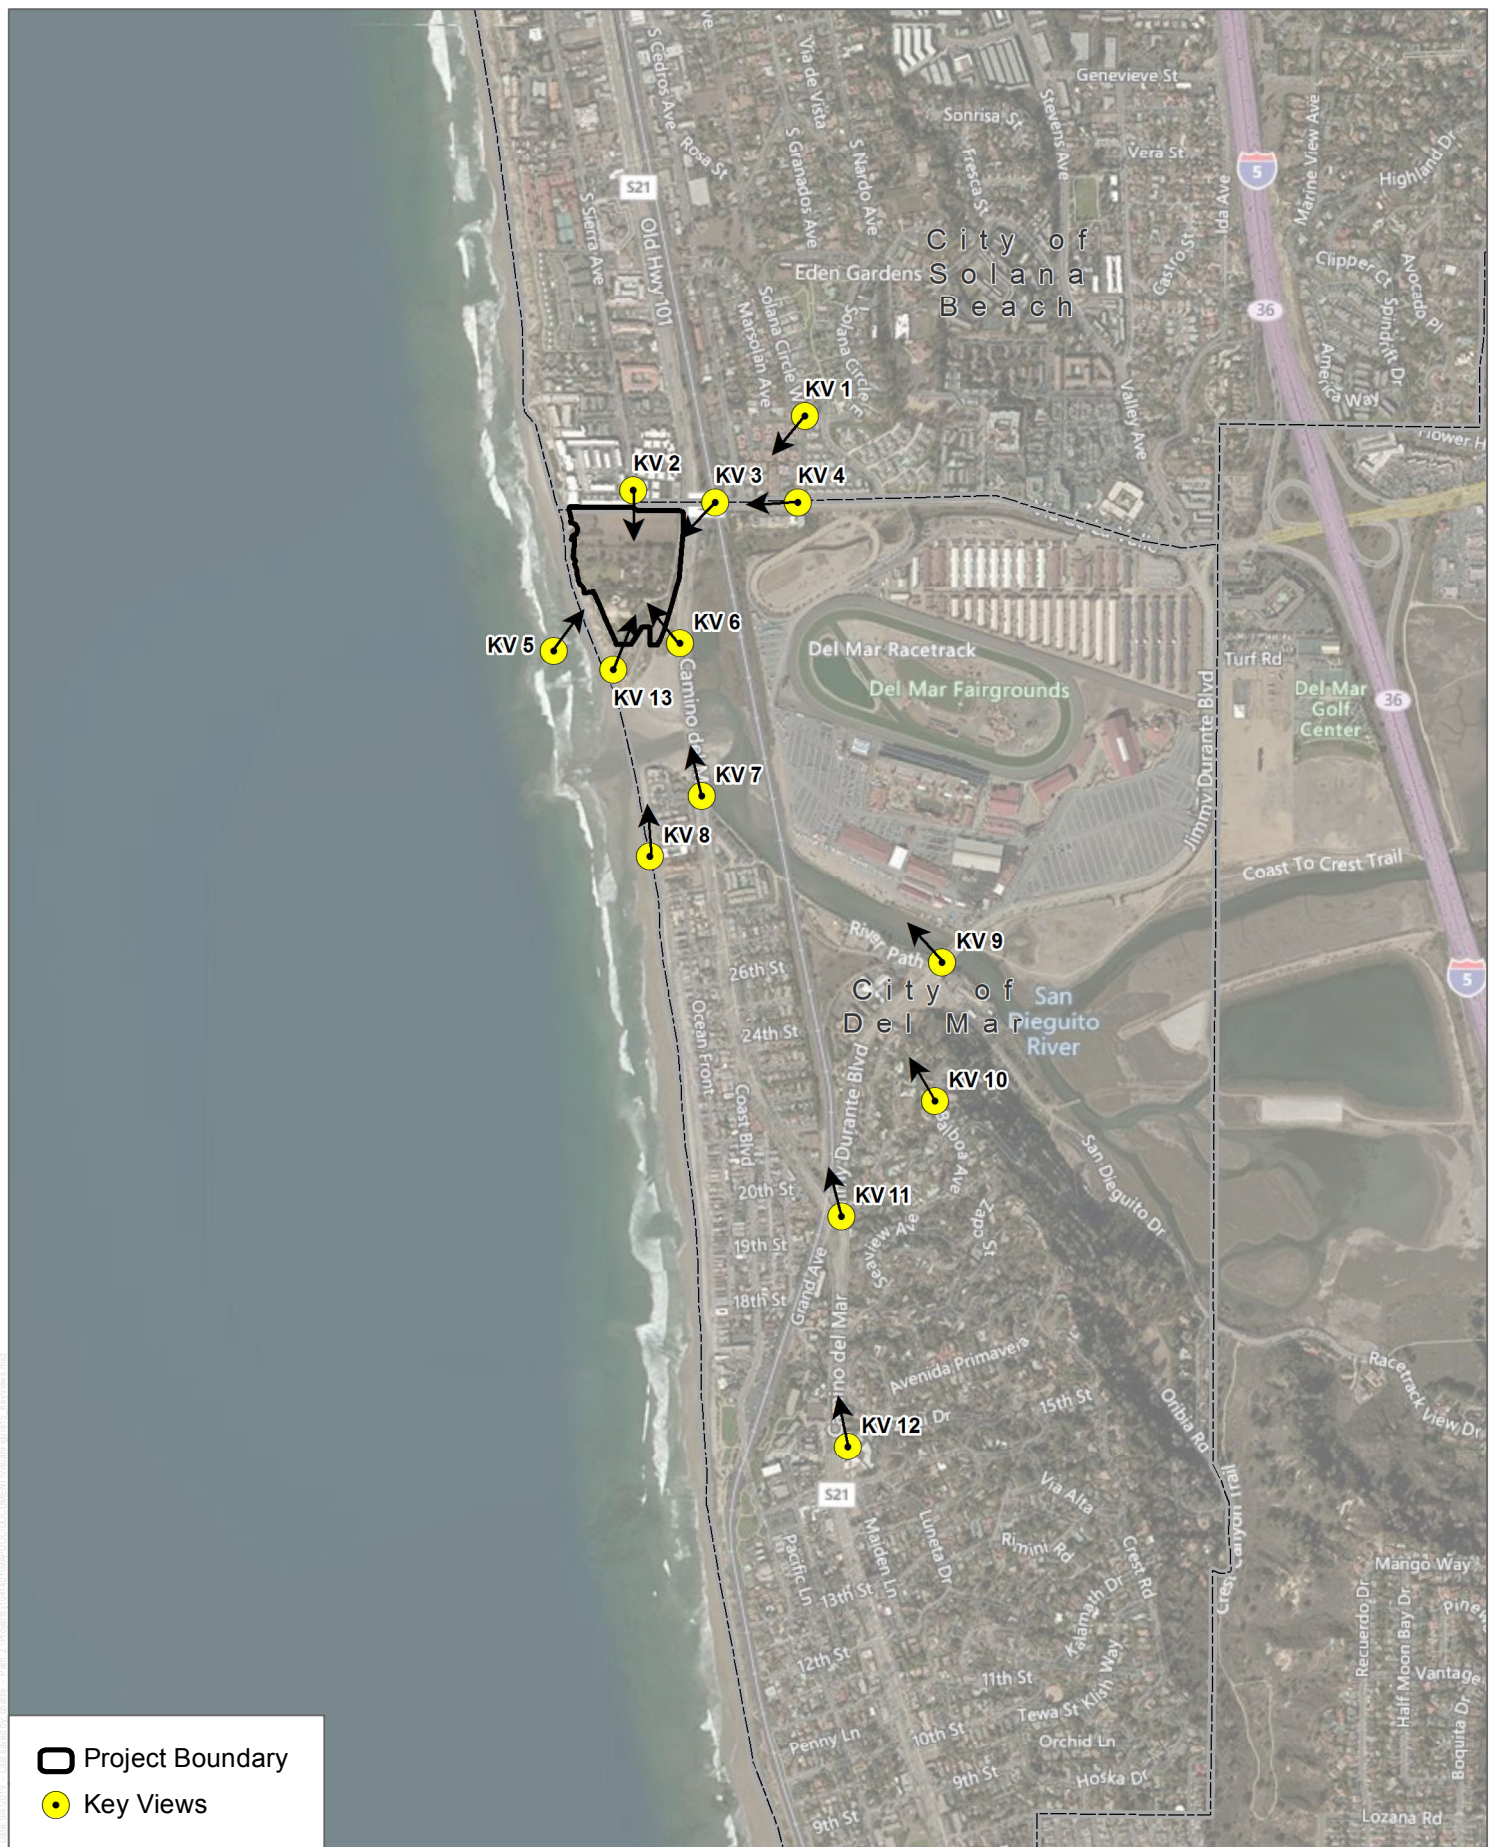 S Cedros Ave
Via de Vista
Genevieve St
Stevens Ave
Sonrisa St
Marine View Ave
Highland Dr
Rosa St
S Granados Ave
S Nardo Ave
Fresca St
Vera St
5
S21
S Sierra Ave
Old Hwy 101
Ida Ave
City of
Solana
Beach
Castro St
Clipper Ct
Avocado Pl
Eden Gardens
Solana Circle W
Marsolan Ave
Solana Circle E
36
Spindrift Dr
America Way
Valley Ave
KV 1
KV 2
KV 3
KV 4
KV 5
KV 6
KV 13
Camino del
Del Mar Racetrack
Del Mar Fairgrounds
Turf Rd
Del Mar
Golf
Center
36
Jimmy Durante Blvd
KV 7
KV 8
Coast To Crest Trail
River Path
KV 9
5
26th St
City of
Del Mar
San
Dieguito
River
Ocean Front
24th St
Durante Blvd
KV 10
Coast Blvd
Balboa Ave
San Dieguito Dr
20th St
KV 11
Zapo St
Seaview Ave
19th St
Grand Ave
18th St
ino del Mar
Avenida Primavera
Racetrack View Dr
15th St
Oribia Rd
Dr
KV 12
S21
Via Alta
Crest Canyon Trail
Pacific Ln
Maiden Ln
Luneta Dr
Rimini Rd
Crest Rd
Mango Way
13th St
Kalamath Dr
Recuerdo Dr
Half Moon Bay Dr
12th St
11th St
Klish Way
Vantage
Tewa St
Penny Ln
10th St
Orchid Ln
Boquita Dr
9th St
Hoska Dr
9th St
Lozana Rd
Project Boundary
Key Views